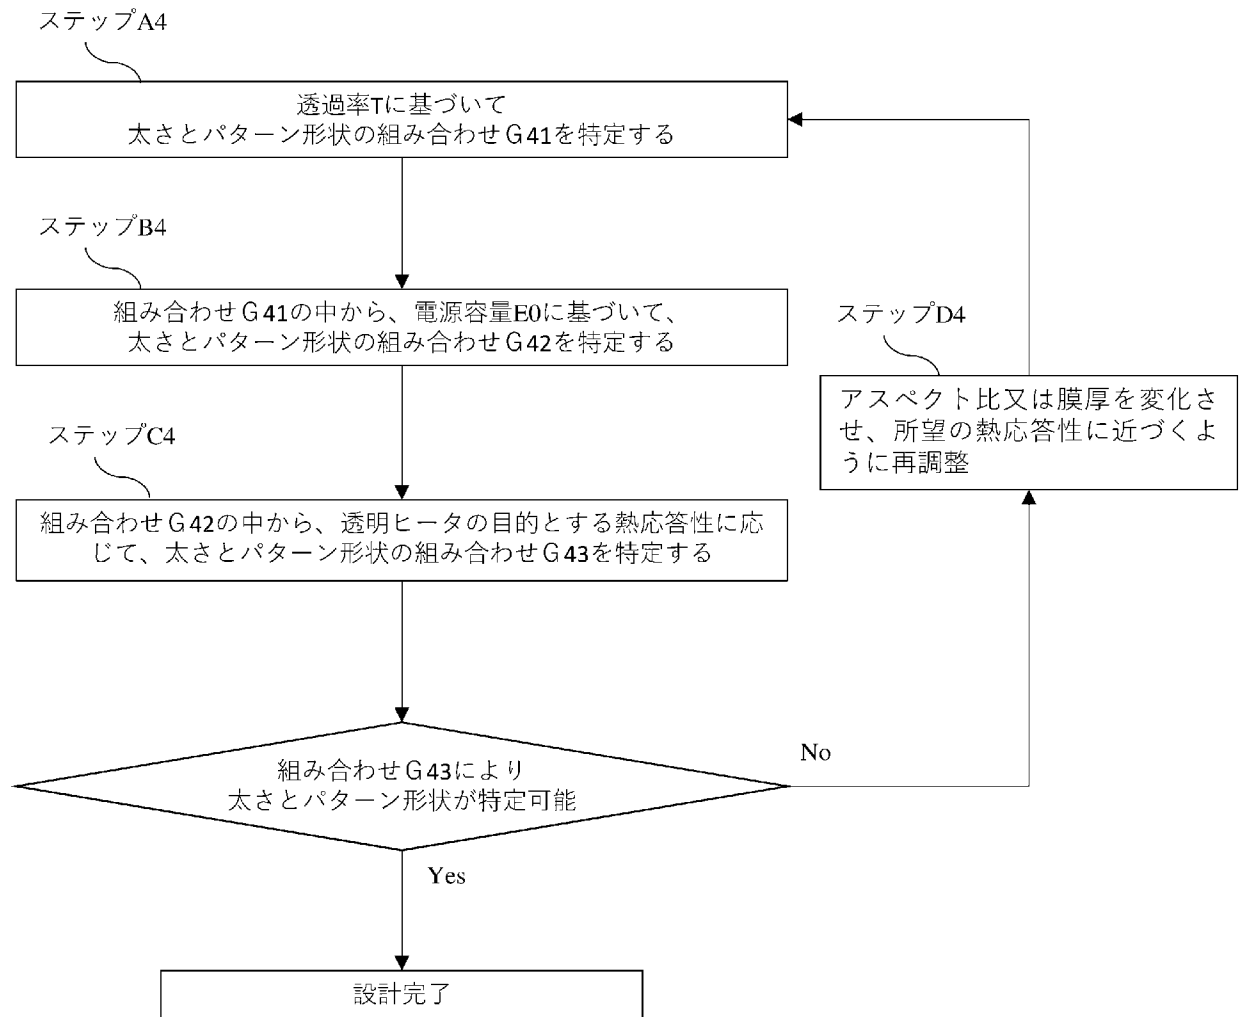 ステップA4
透過率Tに基づいて
太さとパターン形状の組み合わせG41を特定する
ステップB4
組み合わせG41の中から、電源容量E0に基づいて、
太さとパターン形状の組み合わせG42を特定する
ステップC4
組み合わせG42の中から、透明ヒータの目的とする熱応答性に応
じて、太さとパターン形状の組み合わせG43を特定する
ステップD4
アスペクト比又は膜厚を変化さ
せ、所望の熱応答性に近づくよ
うに再調整
組み合わせG43により
太さとパターン形状が特定可能
No
Yes
設計完了